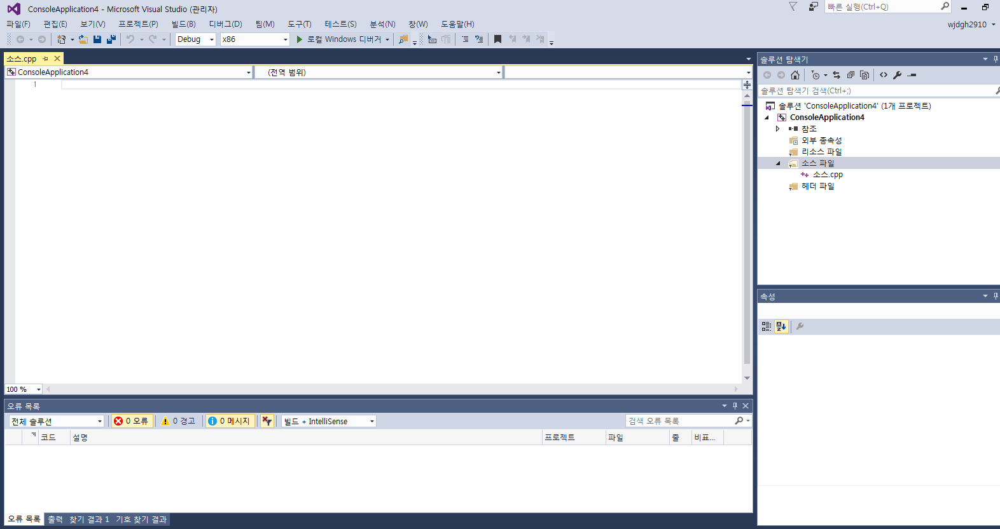 ConsoleApplication4 - Microsoft Visual Studio (관리자)
빠른 실행(Ctrl+Q)
파일(F) 편집(E) 보기(V) 프로젝트(P) 빌드(B) 디버그(D) 팀(M) 도구(T) 테스트(S) 분석(N) 창(W) 도움말(H)
wjdgh2910
Debug x86 로컬 Windows 디버거
소스.cpp
ConsoleApplication4 (전역 범위)
1
100 %
솔루션 탐색기
솔루션 탐색기 검색(Ctrl+;)
솔루션 'ConsoleApplication4' (1개 프로젝트)
ConsoleApplication4
참조
외부 종속성
리소스 파일
소스 파일
소스.cpp
헤더 파일
속성
오류 목록
전체 솔루션 0 오류 0 경고 0 메시지 빌드 + IntelliSense 검색 오류 목록
코드 설명 프로젝트 파일 줄 비표...
오류 목록 출력 찾기 결과 1 기호 찾기 결과